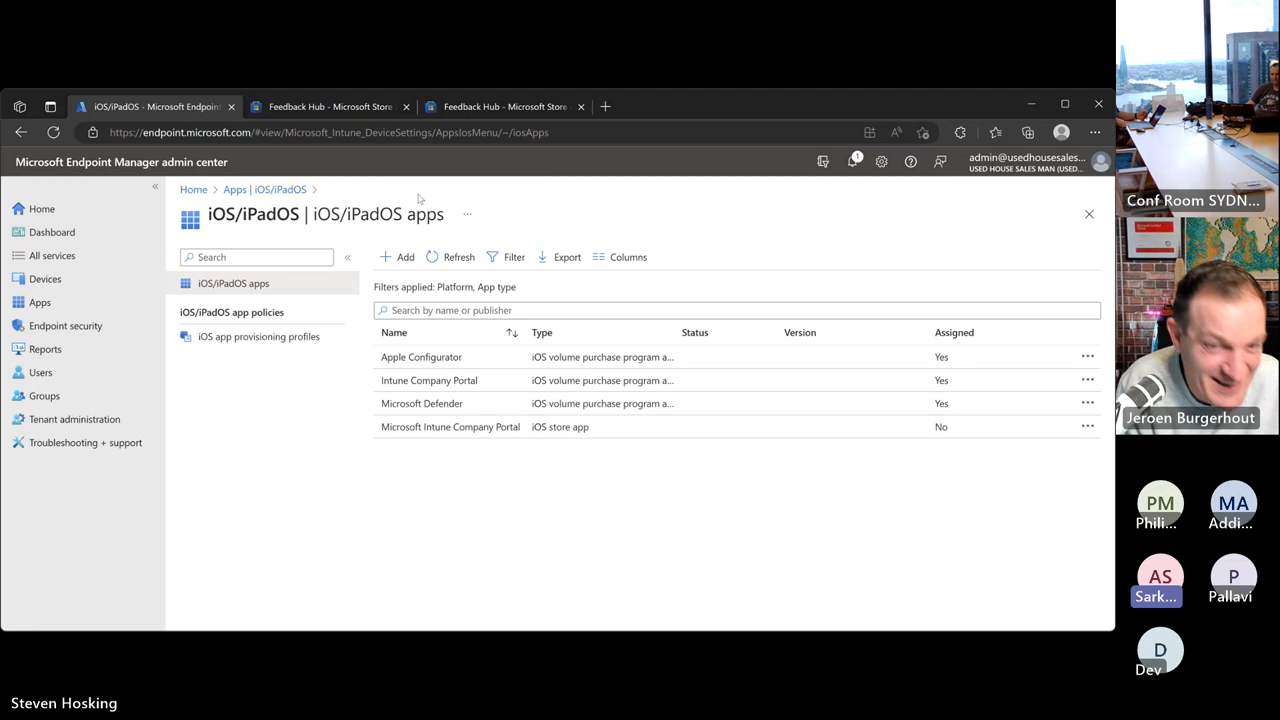 iOS/iPadOS - Microsoft Endpoint
Feedback Hub - Microsoft Store
Feedback Hub - Microsoft Store
https://endpoint.microsoft.com/#view/Microsoft_Intune_DeviceSettings/AppsIosMenu/~/iosApps
Microsoft Endpoint Manager admin center
1
admin@usedhousesales...
USED HOUSE SALES MAN (USED...
Home > Apps | iOS/iPadOS >
iOS/iPadOS | iOS/iPadOS apps ...
Home
Dashboard
All services
Devices
Apps
Endpoint security
Reports
Users
Groups
Tenant administration
Troubleshooting + support
Search
iOS/iPadOS apps
iOS/iPadOS app policies
iOS app provisioning profiles
Add Refresh Filter Export Columns
Filters applied: Platform, App type
Search by name or publisher
Name Type Status Version Assigned
Apple Configurator iOS volume purchase program a... Yes
Intune Company Portal iOS volume purchase program a... Yes
Microsoft Defender iOS volume purchase program a... Yes
Microsoft Intune Company Portal iOS store app No
Conf Room SYDN...
Jeroen Burgerhout
PM
Phili...
MA
Addi...
AS
Sark...
P
Pallavi
D
Dev
Steven Hosking